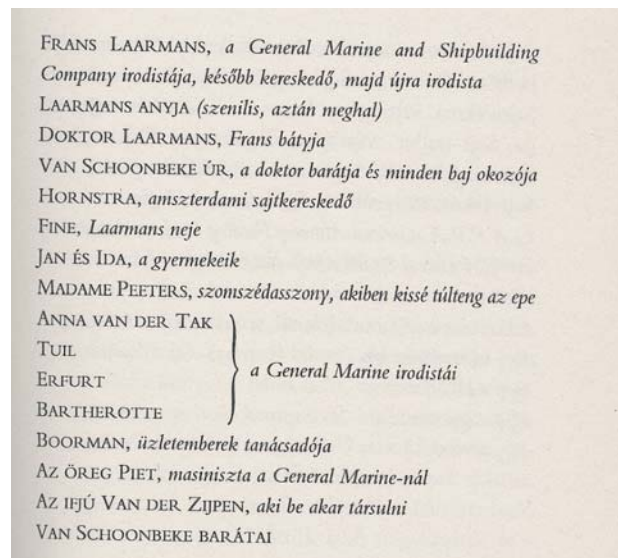 FRANS LAARMANS, a General Marine and Shipbuilding
Company irodistája, később kereskedő, majd újra irodista
LAARMANS ANYJA (szenilis, aztán meghal)
DOKTOR LAARMANS, Frans bátyja
VAN SCHOONBEKE ÚR, a doktor barátja és minden baj okozója
HORNSTRA, amszterdami sajtkereskedő
FINE, Laarmans neje
JAN ÉS IDA, a gyermekeik
MADAME PEETERS, szomszédasszony, akiben kissé túlteng az epe
ANNA VAN DER TAK
TUIL
ERFURT
BARTHEROTTE
a General Marine irodistái
BOORMAN, üzletemberek tanácsadója
AZ ÖREG PIET, masiniszta a General Marine-nál
AZ IFJÚ VAN DER ZIJPEN, aki be akar társulni
VAN SCHOONBEKE BARÁTAI